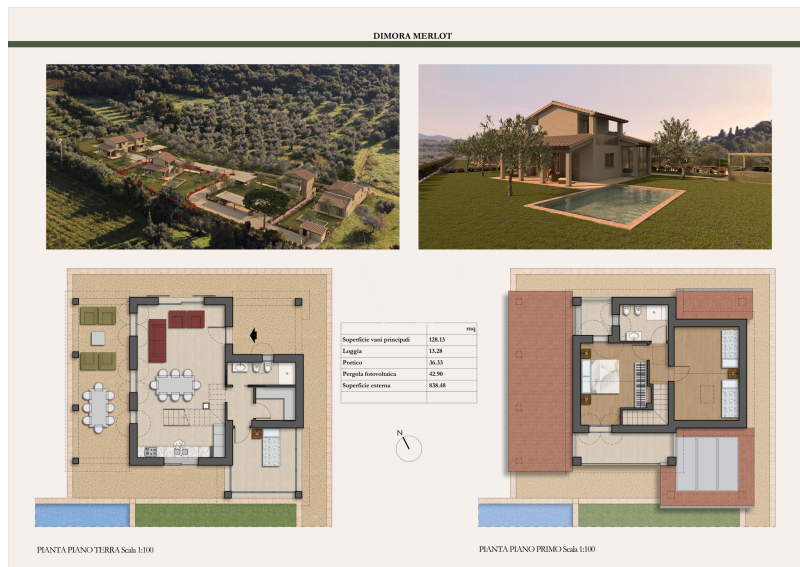 DIMORA MERLOT
mq
Superficie vani principali 128.13
Loggia 13.28
Portico 36.33
Pergola fotovoltaica 42.90
Superficie esterna 838.48
N
PIANTA PIANO TERRA Scala 1:100
PIANTA PIANO PRIMO Scala 1:100